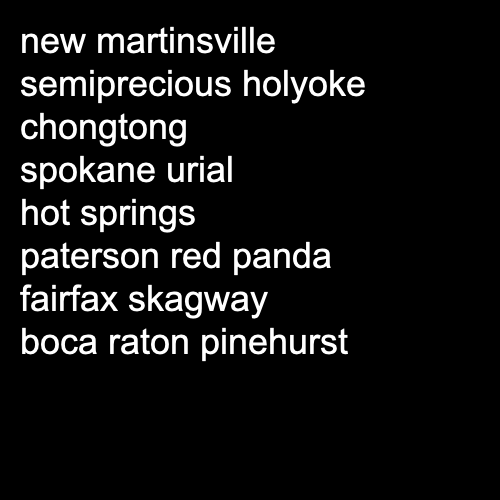 new martinsville
semiprecious holyoke
chongtong
spokane urial
hot springs
paterson red panda
fairfax skagway
boca raton pinehurst